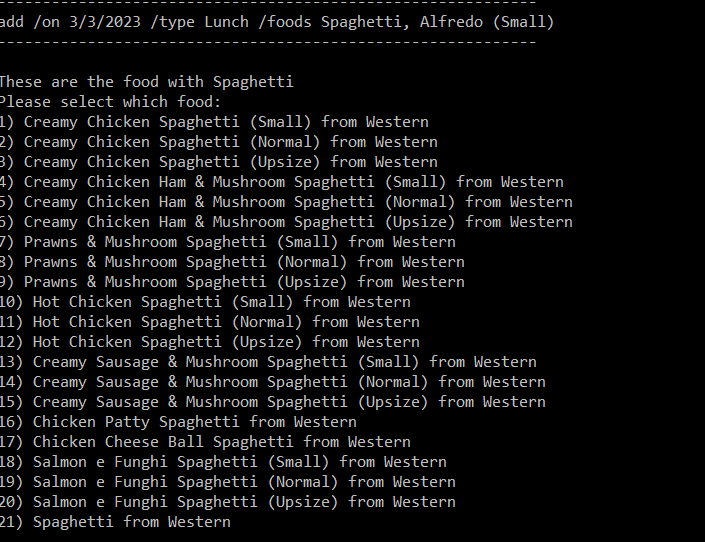 ------------------------------------------------------------
add /on 3/3/2023 /type Lunch /foods Spaghetti, Alfredo (Small)
------------------------------------------------------------
These are the food with Spaghetti
Please select which food:
1) Creamy Chicken Spaghetti (Small) from Western
2) Creamy Chicken Spaghetti (Normal) from Western
3) Creamy Chicken Spaghetti (Upsize) from Western
4) Creamy Chicken Ham & Mushroom Spaghetti (Small) from Western
5) Creamy Chicken Ham & Mushroom Spaghetti (Normal) from Western
6) Creamy Chicken Ham & Mushroom Spaghetti (Upsize) from Western
7) Prawns & Mushroom Spaghetti (Small) from Western
8) Prawns & Mushroom Spaghetti (Normal) from Western
9) Prawns & Mushroom Spaghetti (Upsize) from Western
10) Hot Chicken Spaghetti (Small) from Western
11) Hot Chicken Spaghetti (Normal) from Western
12) Hot Chicken Spaghetti (Upsize) from Western
13) Creamy Sausage & Mushroom Spaghetti (Small) from Western
14) Creamy Sausage & Mushroom Spaghetti (Normal) from Western
15) Creamy Sausage & Mushroom Spaghetti (Upsize) from Western
16) Chicken Patty Spaghetti from Western
17) Chicken Cheese Ball Spaghetti from Western
18) Salmon e Funghi Spaghetti (Small) from Western
19) Salmon e Funghi Spaghetti (Normal) from Western
20) Salmon e Funghi Spaghetti (Upsize) from Western
21) Spaghetti from Western